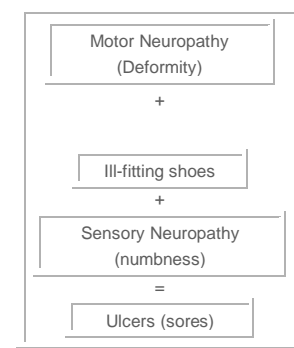 Motor Neuropathy
(Deformity)
+
Ill-fitting shoes
+
Sensory Neuropathy
(numbness)
=
Ulcers (sores)